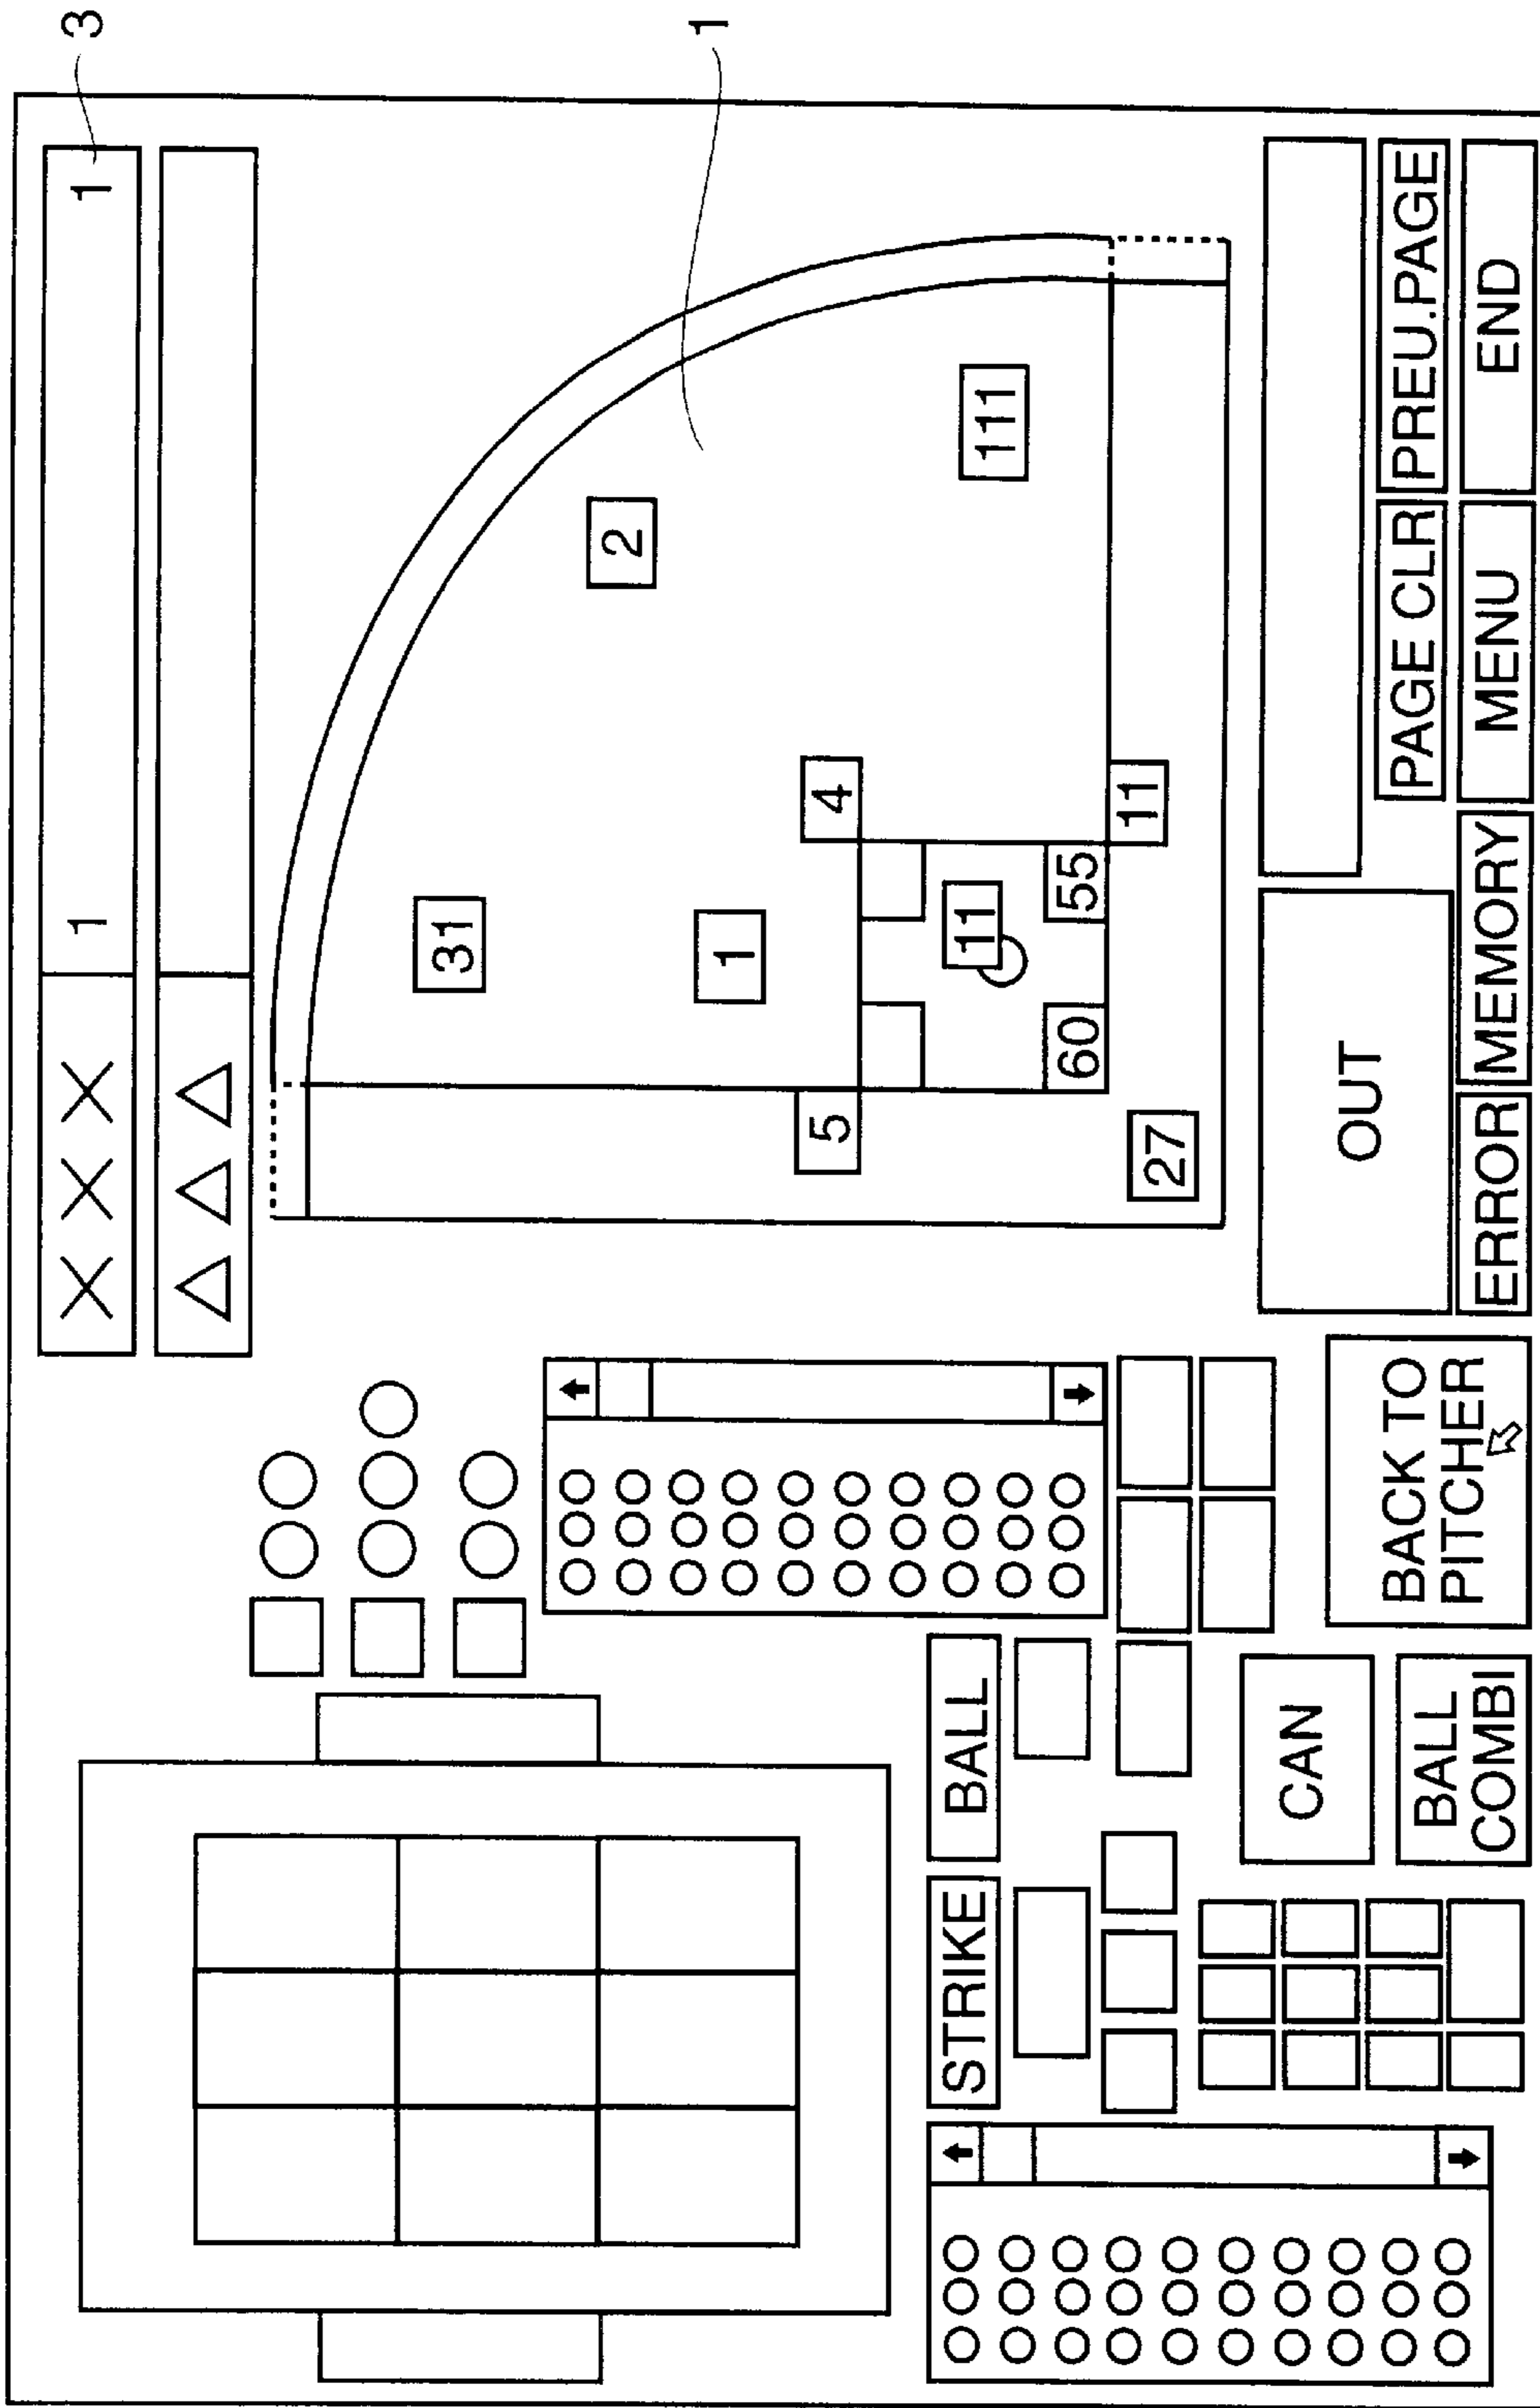 XXX 1 1 3
△△△
31
2
1
1
5 4
STRIKE BALL 11 111
60 55
11
27
CAN
OUT
BACK TO
PITCHER
PAGE CLR PREU.PAGE
BALL
COMBI
ERROR MEMORY MENU END